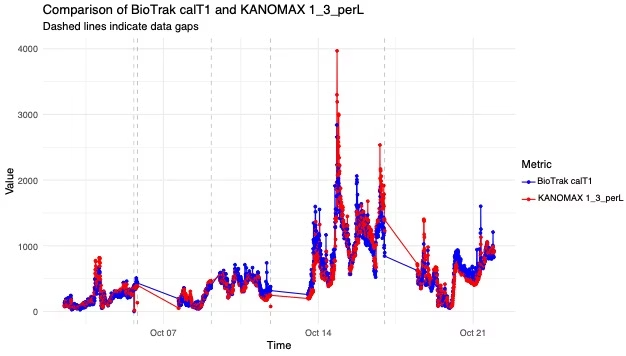 Comparison of BioTrak calT1 and KANOMAX 1_3_perL
Dashed lines indicate data gaps
4000
3000
2000
1000
0
Value
Oct 07
Oct 14
Oct 21
Time
Metric
BioTrak calT1
KANOMAX 1_3_perL